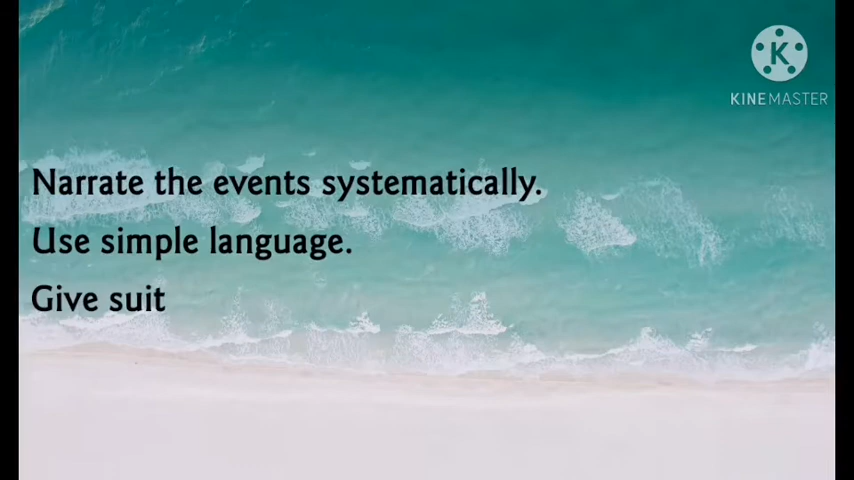 K
KINEMASTER
Narrate the events systematically.
Use simple language.
Give suit